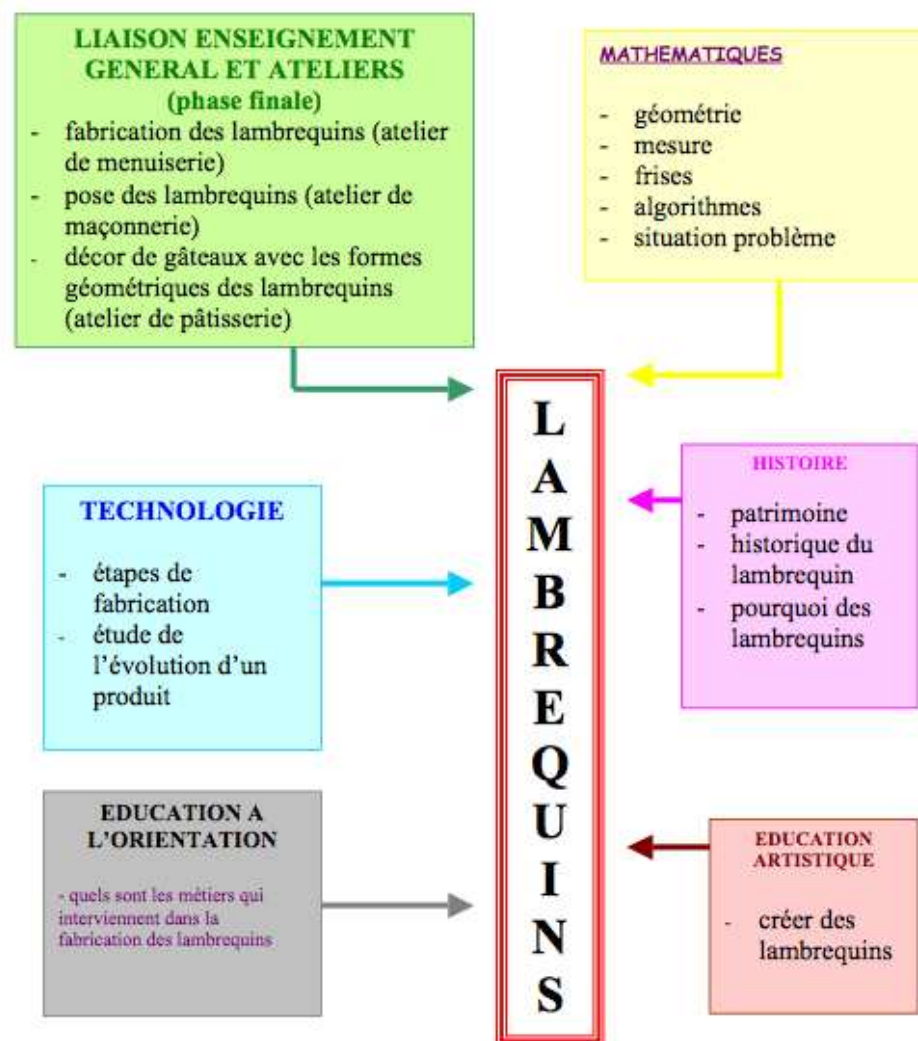 LIAISON ENSEIGNEMENT
GENERAL ET ATELIERS
(phase finale)
- fabrication des lambrequins (atelier
de menuiserie)
- pose des lambrequins (atelier de
maçonnerie)
- décor de gâteaux avec les formes
géométriques des lambrequins
(atelier de pâtisserie)
MATHEMATIQUES
- géométrie
- mesure
- frises
- algorithmes
- situation problème
L
A
M
B
R
E
Q
U
I
N
S
HISTOIRE
- patrimoine
- historique du
lambrequin
- pourquoi des
lambrequins
TECHNOLOGIE
- étapes de
fabrication
- étude de
l'évolution d'un
produit
EDUCATION A
L'ORIENTATION
- quels sont les métiers qui
interviennent dans la
fabrication des lambrequins
EDUCATION
ARTISTIQUE
- créer des
lambrequins